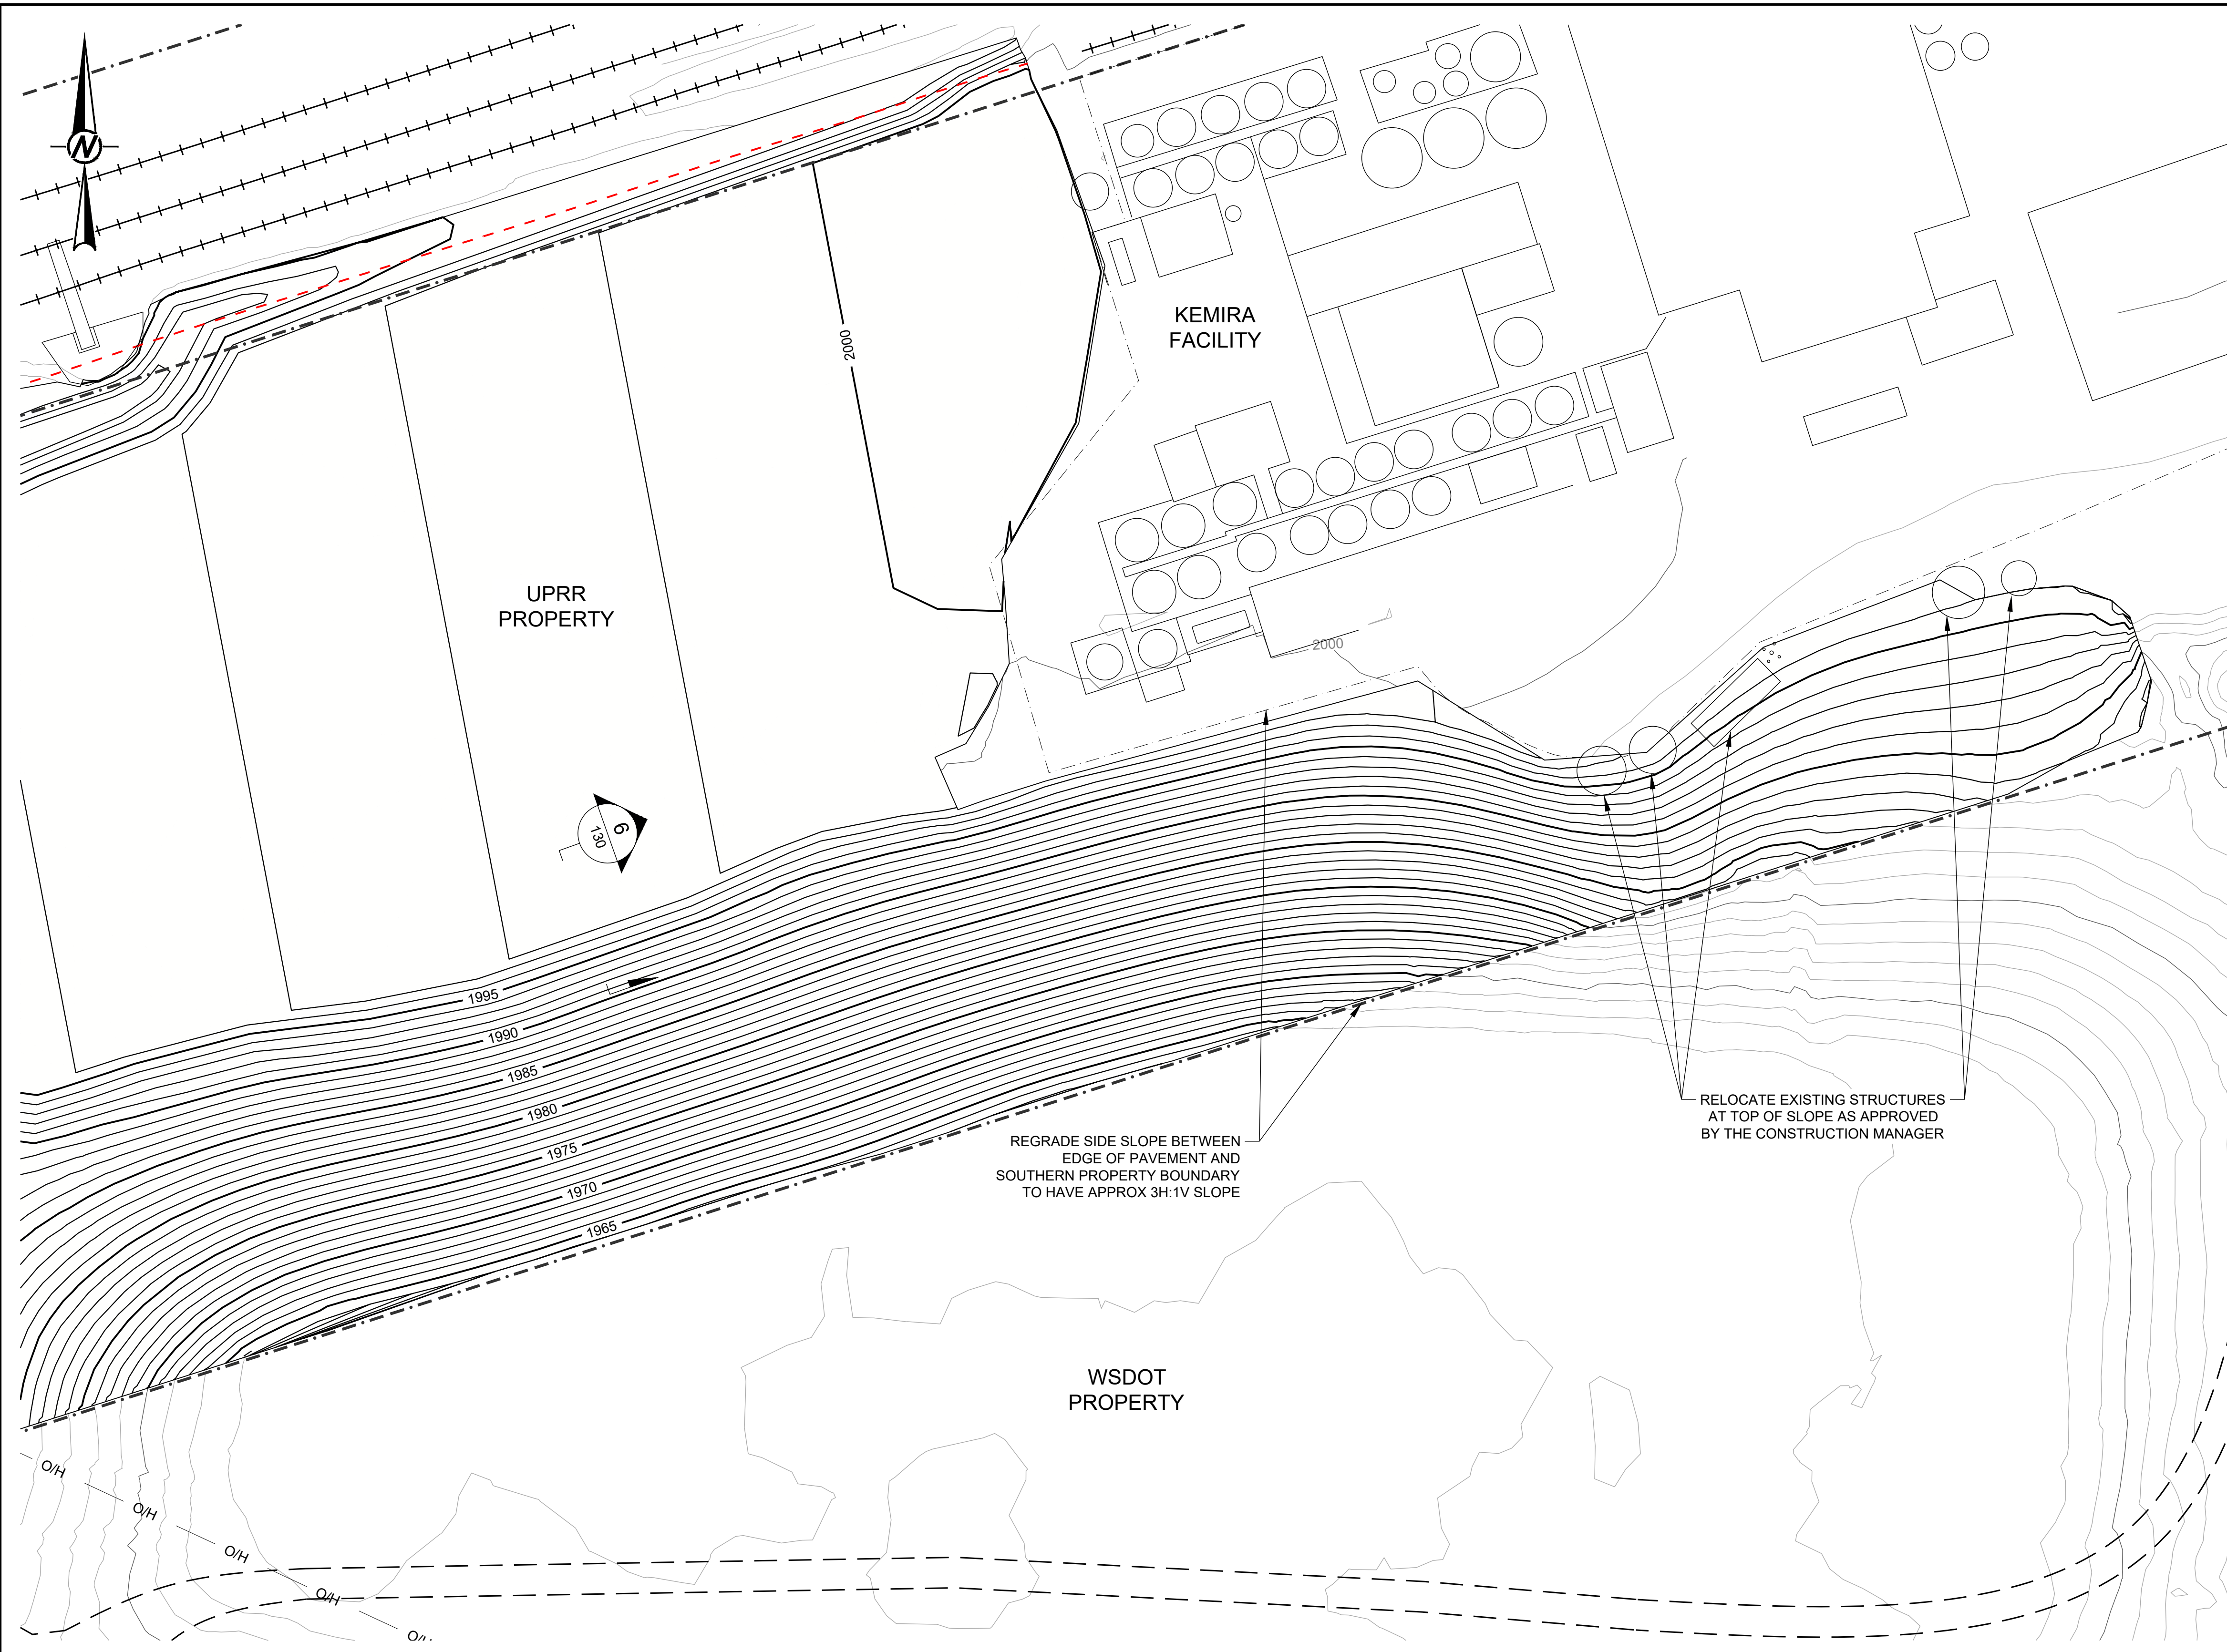 N
2000
KEMIRA
FACILITY
UPRR
PROPERTY
2000
6
130
1995
1990
1985
1980
1975
1970
1965
REGRADE SIDE SLOPE BETWEEN
EDGE OF PAVEMENT AND
SOUTHERN PROPERTY BOUNDARY
TO HAVE APPROX 3H:1V SLOPE
RELOCATE EXISTING STRUCTURES
AT TOP OF SLOPE AS APPROVED
BY THE CONSTRUCTION MANAGER
WSDOT
PROPERTY
O/H
O/H
O/H
O/H